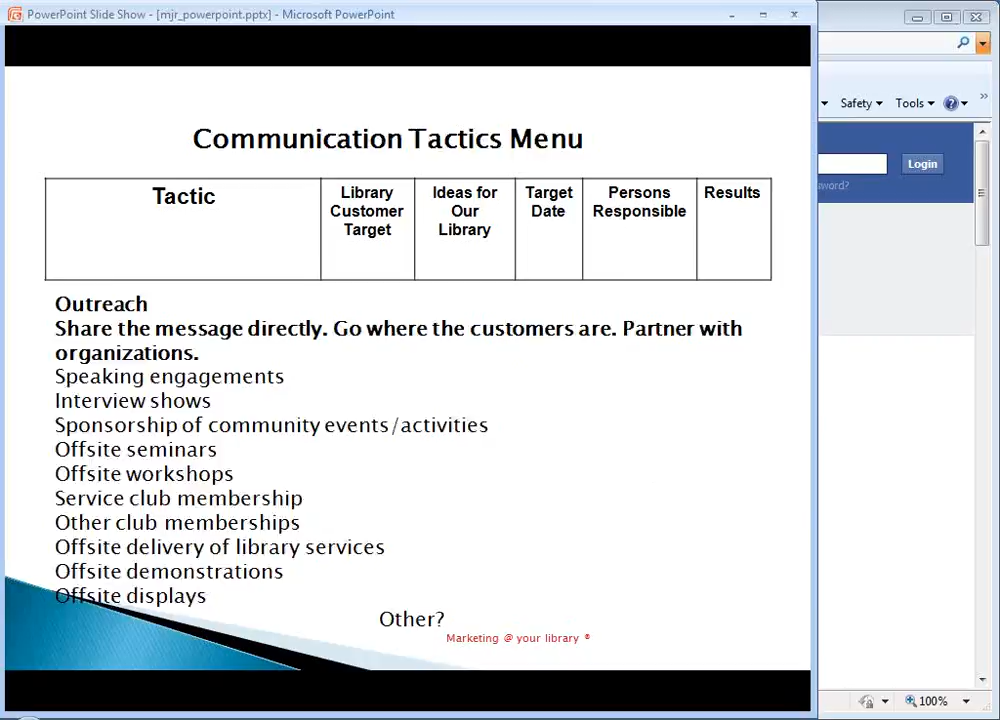 PowerPoint Slide Show - [mjr_powerpoint.pptx] - Microsoft PowerPoint
Safety
Tools
Login
sword?
Communication Tactics Menu
Tactic
Library
Customer
Target
Ideas for
Our
Library
Target
Date
Persons
Responsible
Results
Outreach
Share the message directly. Go where the customers are. Partner with
organizations.
Speaking engagements
Interview shows
Sponsorship of community events/activities
Offsite seminars
Offsite workshops
Service club membership
Other club memberships
Offsite delivery of library services
Offsite demonstrations
Offsite displays
Other?
Marketing @ your library ®
100%